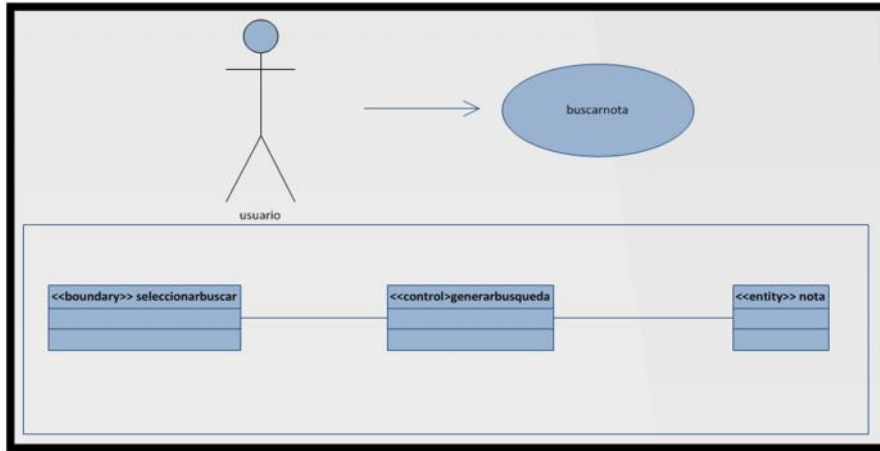 buscarnota
usuario
<<boundary>> seleccionarbuscar
<<control>generarbusqueda
<<entity>> nota